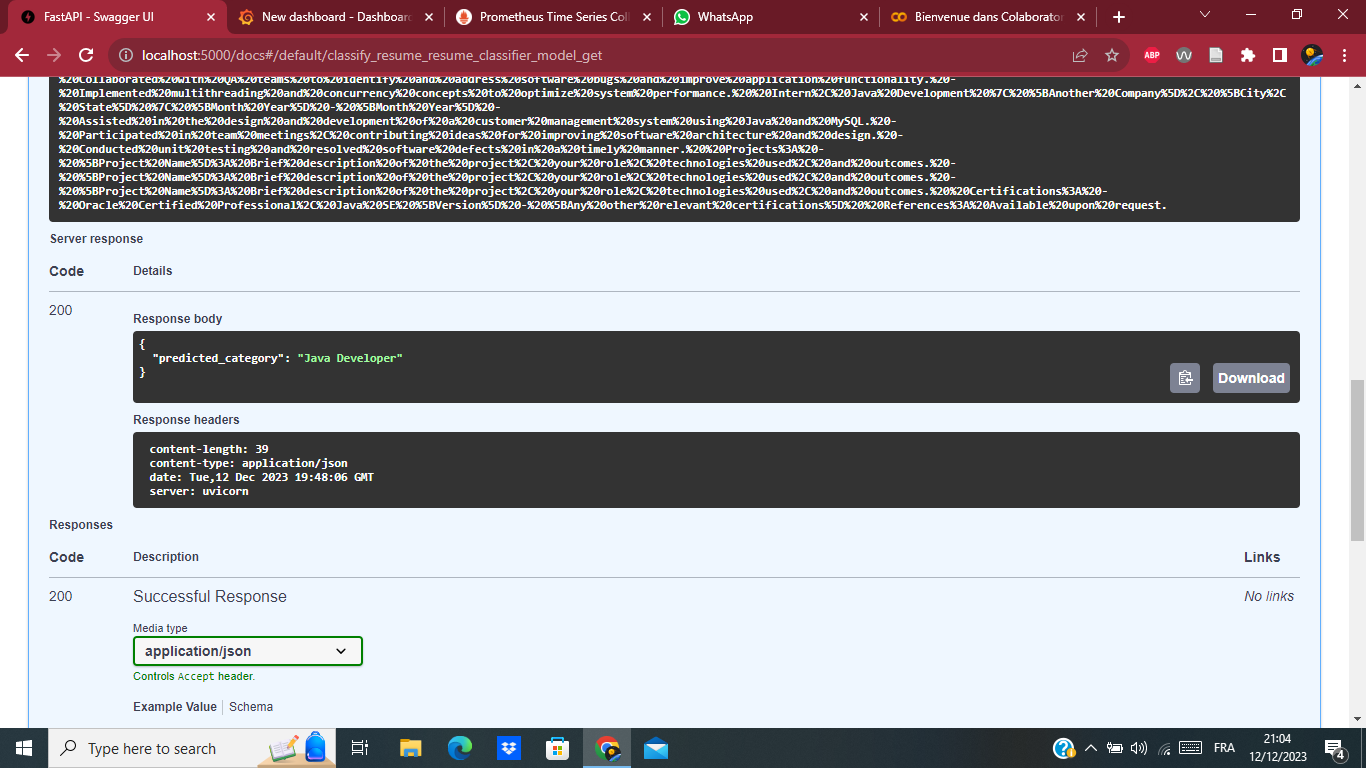 FastAPI - Swagger UI
New dashboard - Dashboard
Prometheus Time Series Coll
WhatsApp
Bienvenue dans Colaborator
localhost:5000/docs#/default/classify_resume_resume_classifier_model_get
ABP
%20Collaborated%20with%20QA%20teams%20to%20identify%20and%20address%20software%20bugs%20and%20improve%20application%20functionality.%20-
%20Implemented%20multithreading%20and%20concurrency%20concepts%20to%20optimize%20system%20performance.%20%20Intern%2C%20Java%20Development%20%7C%20%5BAnother%20Company%5D%2C%20%5BCity%2C
%20State%5D%20%7C%20%5BMonth%20Year%5D%20-%20%5BMonth%20Year%5D%20-
%20Assisted%20in%20the%20design%20and%20development%20of%20a%20customer%20management%20system%20using%20Java%20and%20MySQL.%20-
%20Participated%20in%20team%20meetings%2C%20contributing%20ideas%20for%20improving%20software%20architecture%20and%20design.%20-
%20Conducted%20unit%20testing%20and%20resolved%20software%20defects%20in%20a%20timely%20manner.%20%20Projects%3A%20-
%20%5BProject%20Name%5D%3A%20Brief%20description%20of%20the%20project%2C%20your%20role%2C%20technologies%20used%2C%20and%20outcomes.%20-
%20%5BProject%20Name%5D%3A%20Brief%20description%20of%20the%20project%2C%20your%20role%2C%20technologies%20used%2C%20and%20outcomes.%20-
%20%5BProject%20Name%5D%3A%20Brief%20description%20of%20the%20project%2C%20your%20role%2C%20technologies%20used%2C%20and%20outcomes.%20%20Certifications%3A%20-
%20Oracle%20Certified%20Professional%2C%20Java%20SE%20%5BVersion%5D%20-%20%5BAny%20other%20relevant%20certifications%5D%20%20References%3A%20Available%20upon%20request.
Server response
Code Details
200
Response body
{
"predicted_category": "Java Developer"
}
Download
Response headers
content-length: 39
content-type: application/json
date: Tue,12 Dec 2023 19:48:06 GMT
server: uvicorn
Responses
Code Description Links
200 Successful Response No links
Media type
application/json
Controls Accept header.
Example Value Schema
Type here to search
FRA
21:04
12/12/2023
4